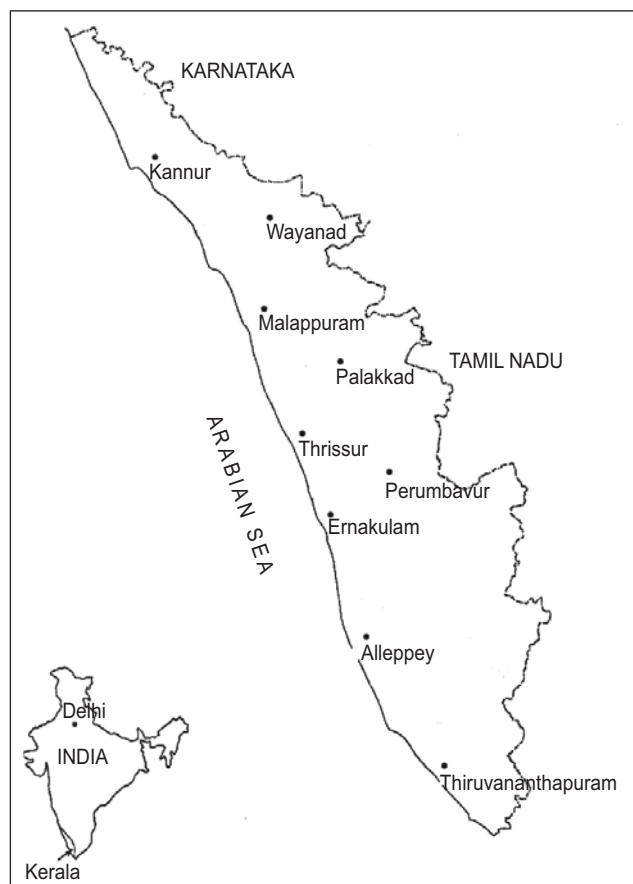 KARNATAKA
Kannur
Wayanad
Malappuram
Palakkad
TAMIL NADU
Thrissur
ARABIAN SEA
Perumbavur
Ernakulam
Alleppey
Delhi
INDIA
Thiruvananthapuram
Kerala